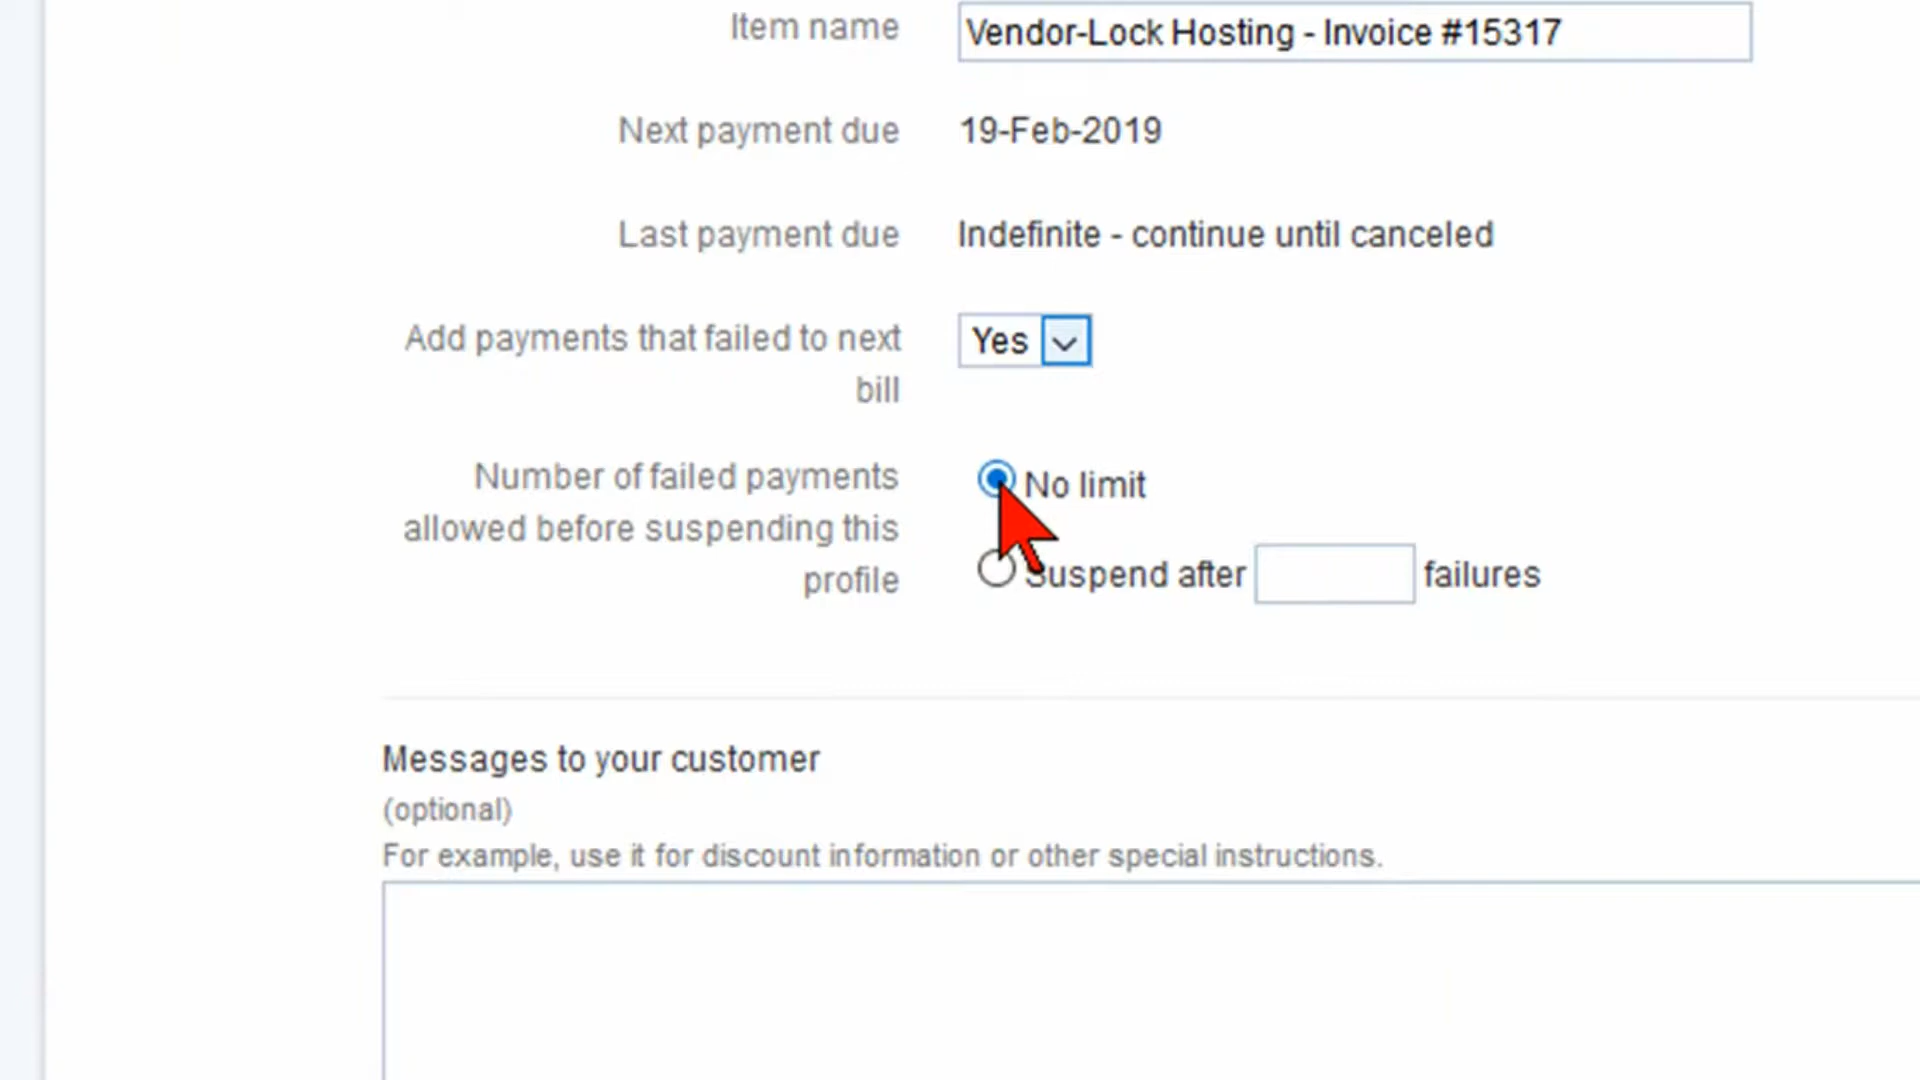 Item name
Vendor-Lock Hosting - Invoice #15317
Next payment due
19-Feb-2019
Last payment due
Indefinite - continue until canceled
Add payments that failed to next
bill
Yes
Number of failed payments
allowed before suspending this
profile
No limit
Suspend after
failures
Messages to your customer
(optional)
For example, use it for discount information or other special instructions.